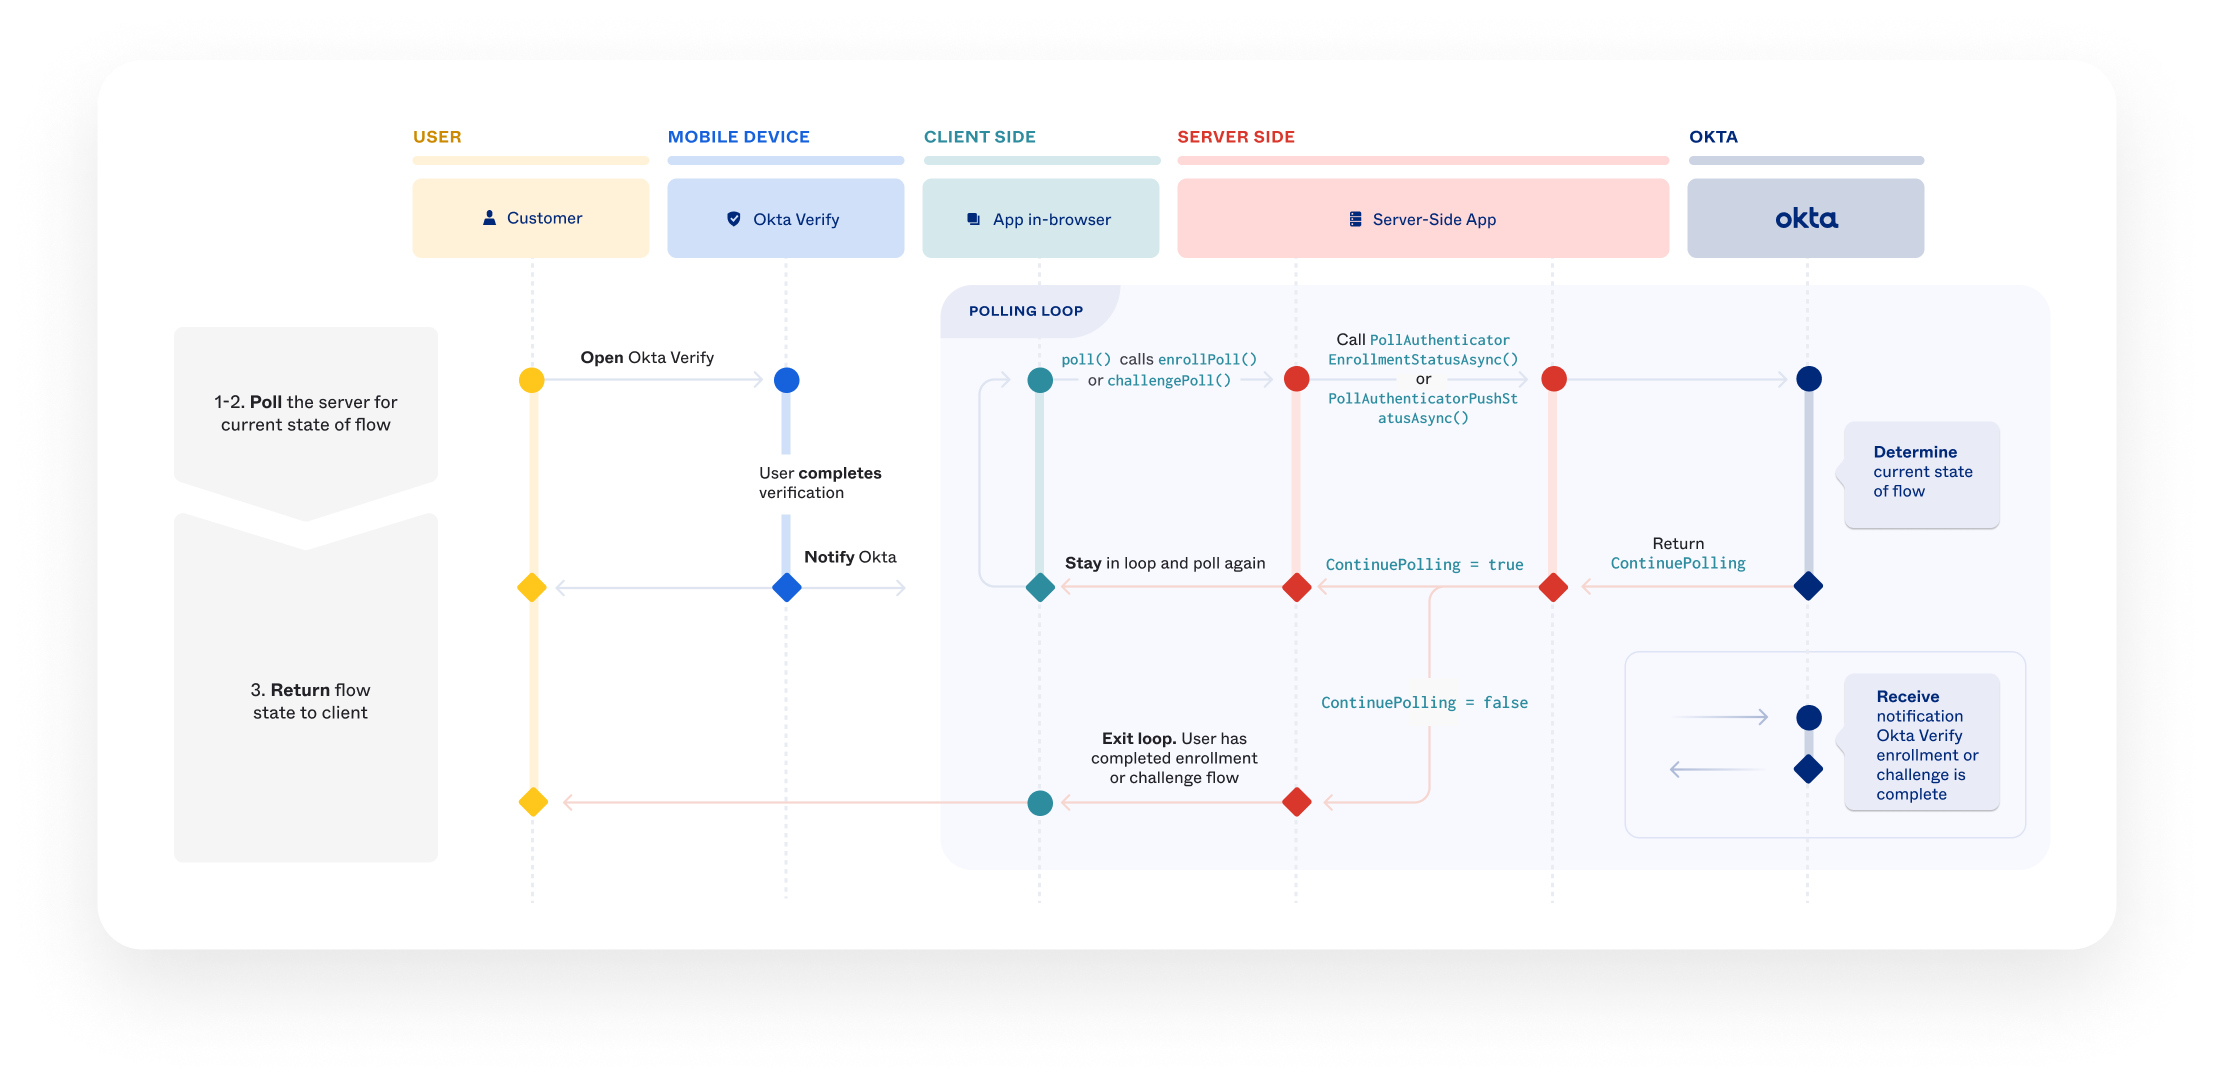 USER
MOBILE DEVICE
CLIENT SIDE
SERVER SIDE
OKTA
Customer
Okta Verify
App in-browser
Server-Side App
okta
POLLING LOOP
1-2. Poll the server for
current state of flow
Open Okta Verify
poll() calls enrollPoll()
or challengePoll()
Call PollAuthenticator
EnrollmentStatusAsync()
or
PollAuthenticatorPushSt
atusAsync()
Determine
current state
of flow
User completes
verification
Notify Okta
Stay in loop and poll again
ContinuePolling = true
Return
ContinuePolling
3. Return flow
state to client
ContinuePolling = false
Exit loop. User has
completed enrollment
or challenge flow
Receive
notification
Okta Verify
enrollment or
challenge is
complete